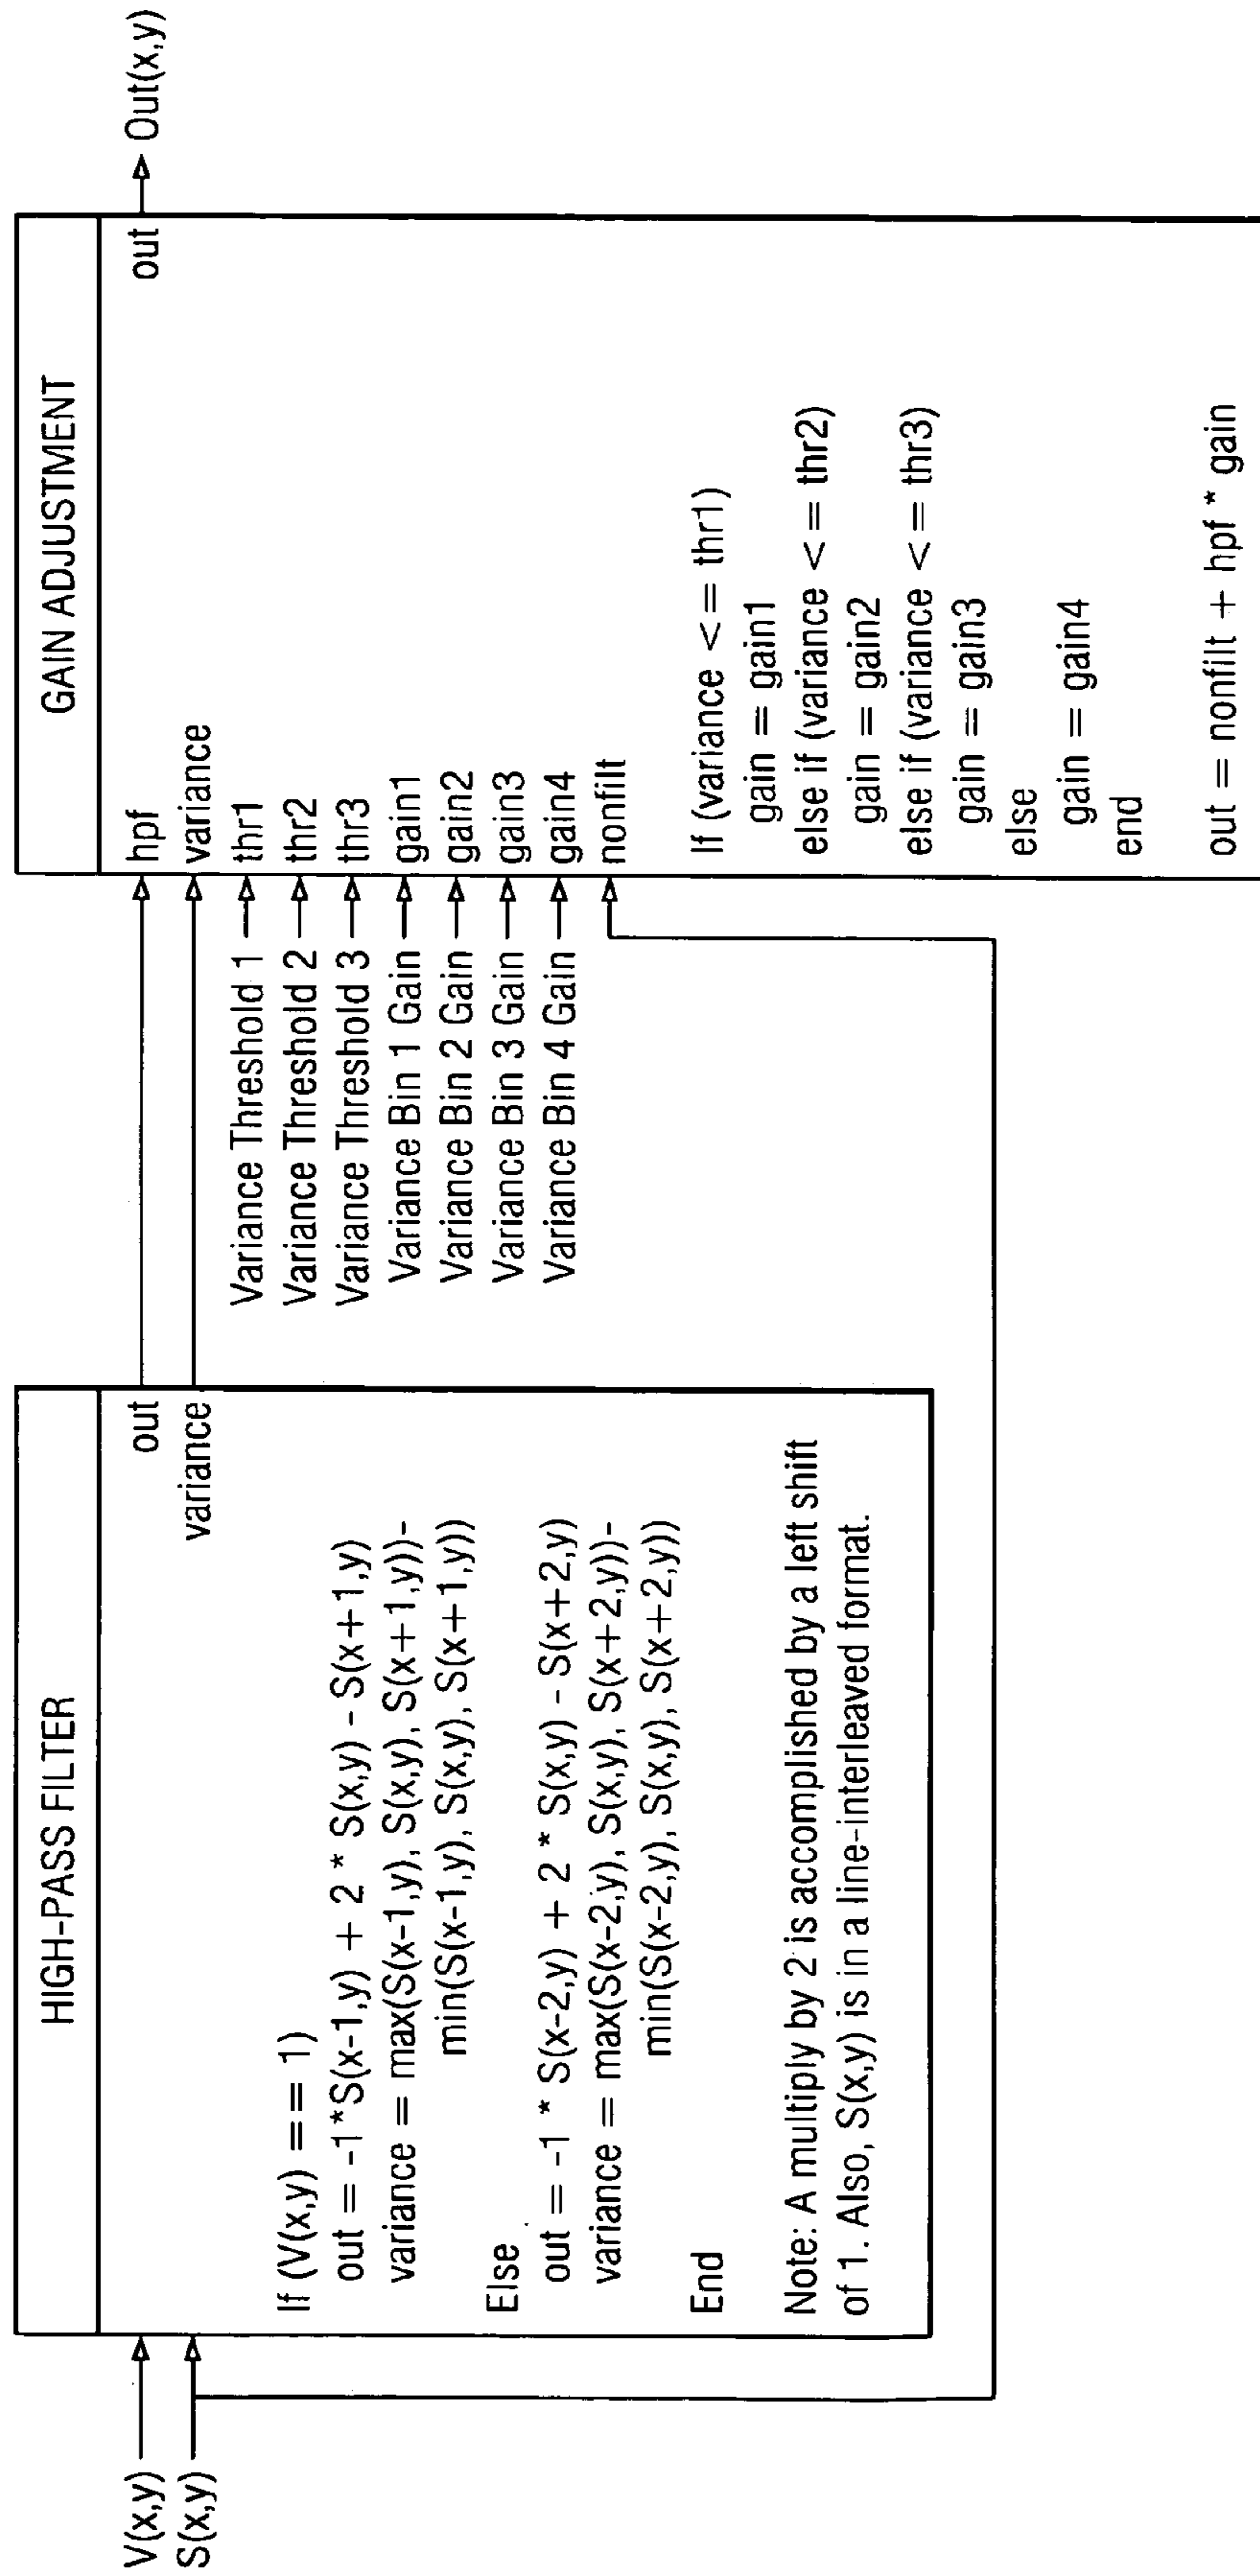 V(x,y)
S(x,y)
HIGH-PASS FILTER
out
variance
If (V(x,y) == 1)
out = -1*S(x-1,y) + 2 * S(x,y) - S(x+1,y)
variance = max(S(x-1,y), S(x,y), S(x+1,y))-
min(S(x-1,y), S(x,y), S(x+1,y))
Else
out = -1 * S(x-2,y) + 2 * S(x,y) - S(x+2,y)
variance = max(S(x-2,y), S(x,y), S(x+2,y))-
min(S(x-2,y), S(x,y), S(x+2,y))
End
Note: A multiply by 2 is accomplished by a left shift
of 1. Also, S(x,y) is in a line-interleaved format.
Variance Threshold 1
Variance Threshold 2
Variance Threshold 3
Variance Bin 1 Gain
Variance Bin 2 Gain
Variance Bin 3 Gain
Variance Bin 4 Gain
GAIN ADJUSTMENT
hpf
variance
thr1
thr2
thr3
gain1
gain2
gain3
gain4
nonfilt
out
If (variance <= thr1)
gain = gain1
else if (variance <= thr2)
gain = gain2
else if (variance <= thr3)
gain = gain3
else
gain = gain4
end
out = nonfilt + hpf * gain
Out(x,y)